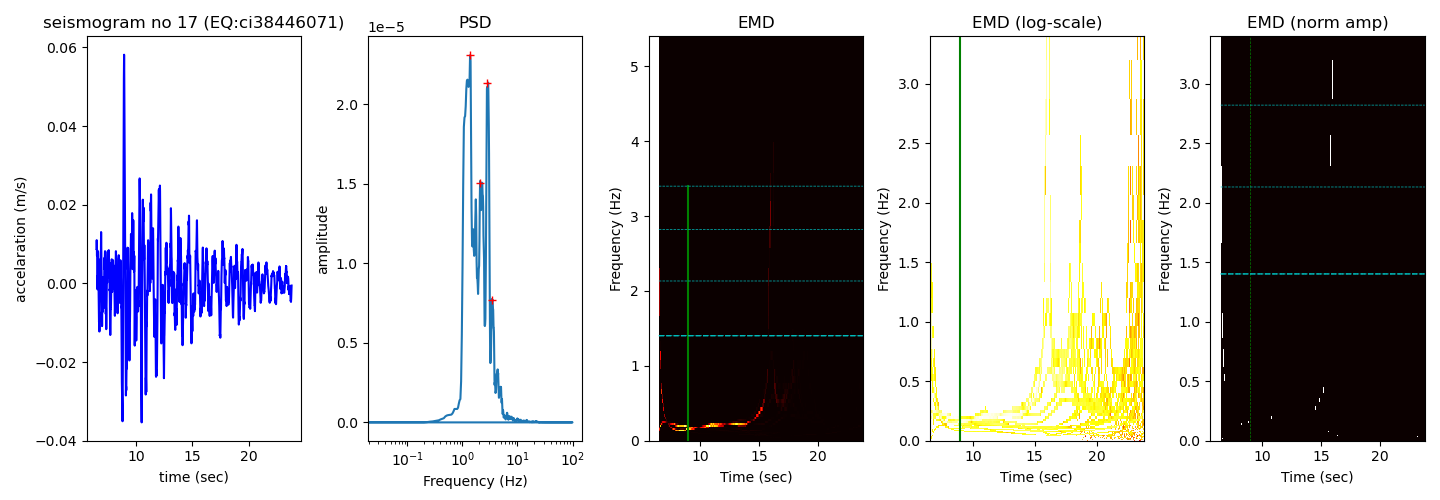 seismogram no 17 (EQ:ci38446071)
0.06
0.04
0.02
0.00
−0.02
−0.04
accelaration (m/s)
10
15
20
time (sec)
PSD
1e−5
2.0
1.5
1.0
0.5
0.0
amplitude
10⁻¹
10⁰
10¹
10²
Frequency (Hz)
EMD
5
4
3
2
1
0
Frequency (Hz)
10
15
20
Time (sec)
EMD (log-scale)
3.0
2.5
2.0
1.5
1.0
0.5
0.0
Frequency (Hz)
10
15
20
Time (sec)
EMD (norm amp)
3.0
2.5
2.0
1.5
1.0
0.5
0.0
Frequency (Hz)
10
15
20
Time (sec)